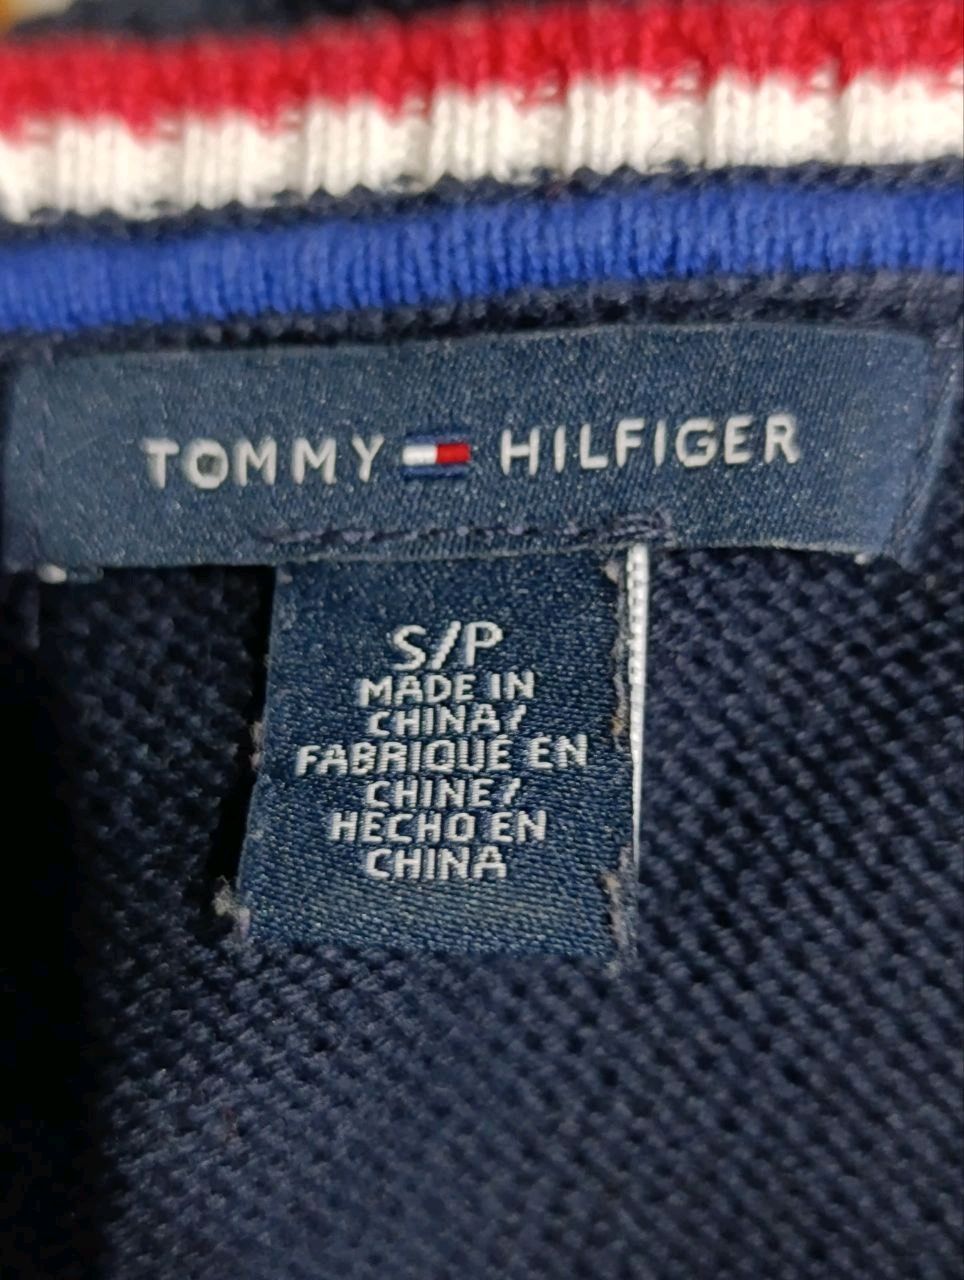 TOMMY HILFIGER
S/P
MADE IN
CHINA/
FABRIQUÉ EN
CHINE/
HECHO EN
CHINA